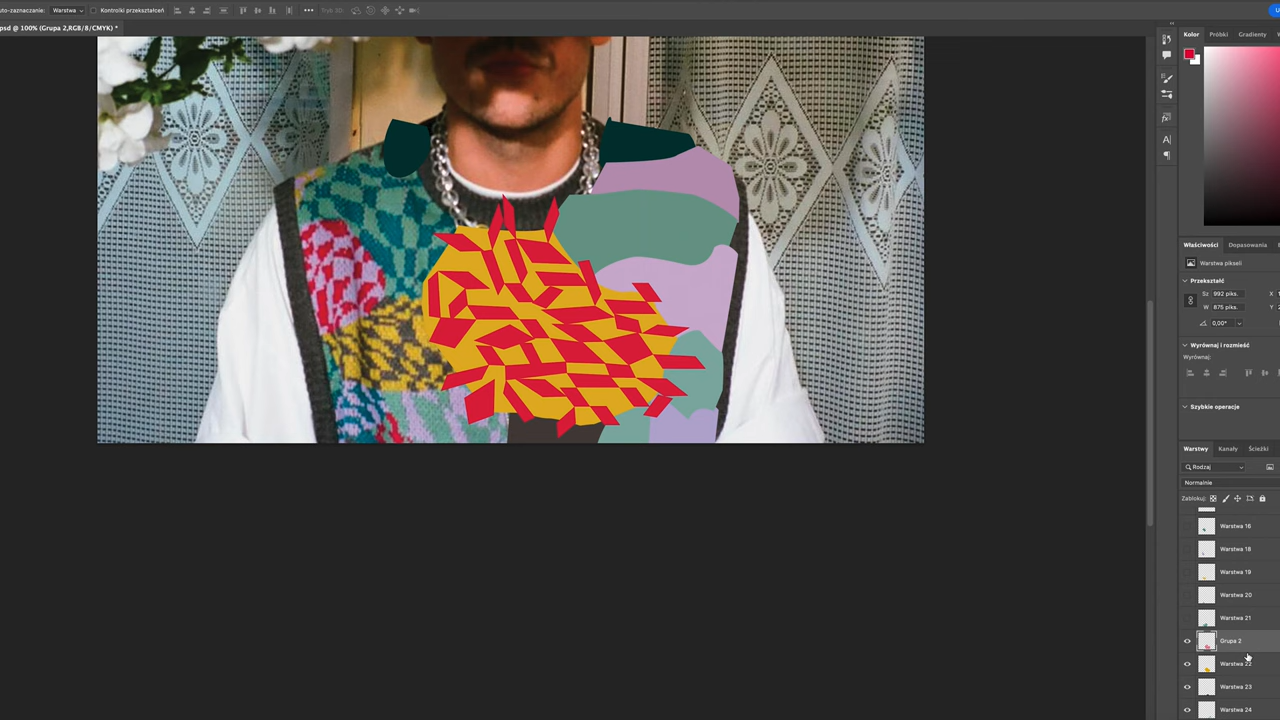 uto-zaznaczanie: Warstwa Kontrolki przekształceń Tryb 3D:
psd @ 100% (Grupa 2,RGB/8/CMYK) *
Kolor Próbki Gradienty
Właściwości Dopasowania
Warstwa pikseli
Przekształć
Sz 992 piks. X
W 875 piks. Y
0,00°
Wyrównaj i rozmieść
Wyrównaj:
Szybkie operacje
Warstwy Kanały Ścieżki
Rodzaj
Normalnie
Zablokuj:
Warstwa 16
Warstwa 18
Warstwa 19
Warstwa 20
Warstwa 21
Grupa 2
Warstwa 22
Warstwa 23
Warstwa 24